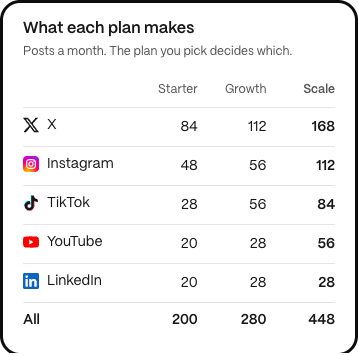 What each plan makes
Posts a month. The plan you pick decides which.
Starter Growth Scale
X 84 112 168
Instagram 48 56 112
TikTok 28 56 84
YouTube 20 28 56
LinkedIn 20 28 28
All 200 280 448